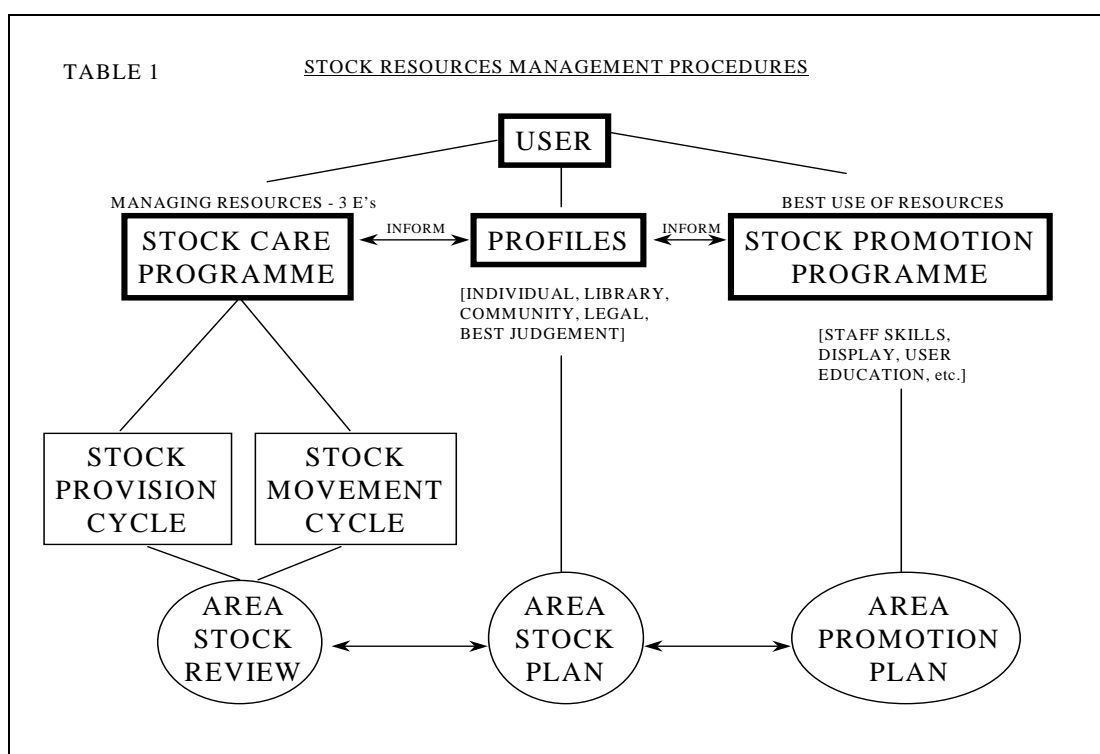 TABLE 1
STOCK RESOURCES MANAGEMENT PROCEDURES
USER
MANAGING RESOURCES - 3 E's
BEST USE OF RESOURCES
STOCK CARE
PROGRAMME
INFORM
PROFILES
INFORM
STOCK PROMOTION
PROGRAMME
[INDIVIDUAL, LIBRARY,
COMMUNITY, LEGAL,
BEST JUDGEMENT]
[STAFF SKILLS,
DISPLAY, USER
EDUCATION, etc.]
STOCK
PROVISION
CYCLE
STOCK
MOVEMENT
CYCLE
AREA
STOCK
REVIEW
AREA
STOCK
PLAN
AREA
PROMOTION
PLAN